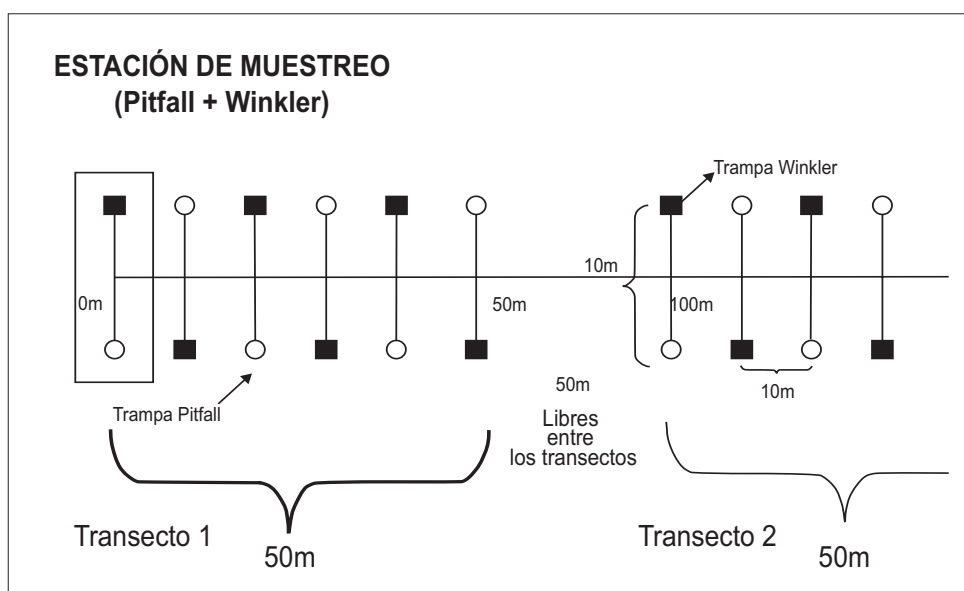 ESTACIÓN DE MUESTREO
(Pitfall + Winkler)
Trampa Winkler
10m
0m
50m
100m
10m
Trampa Pitfall
50m
Libres
entre
los transectos
Transecto 1
50m
Transecto 2
50m